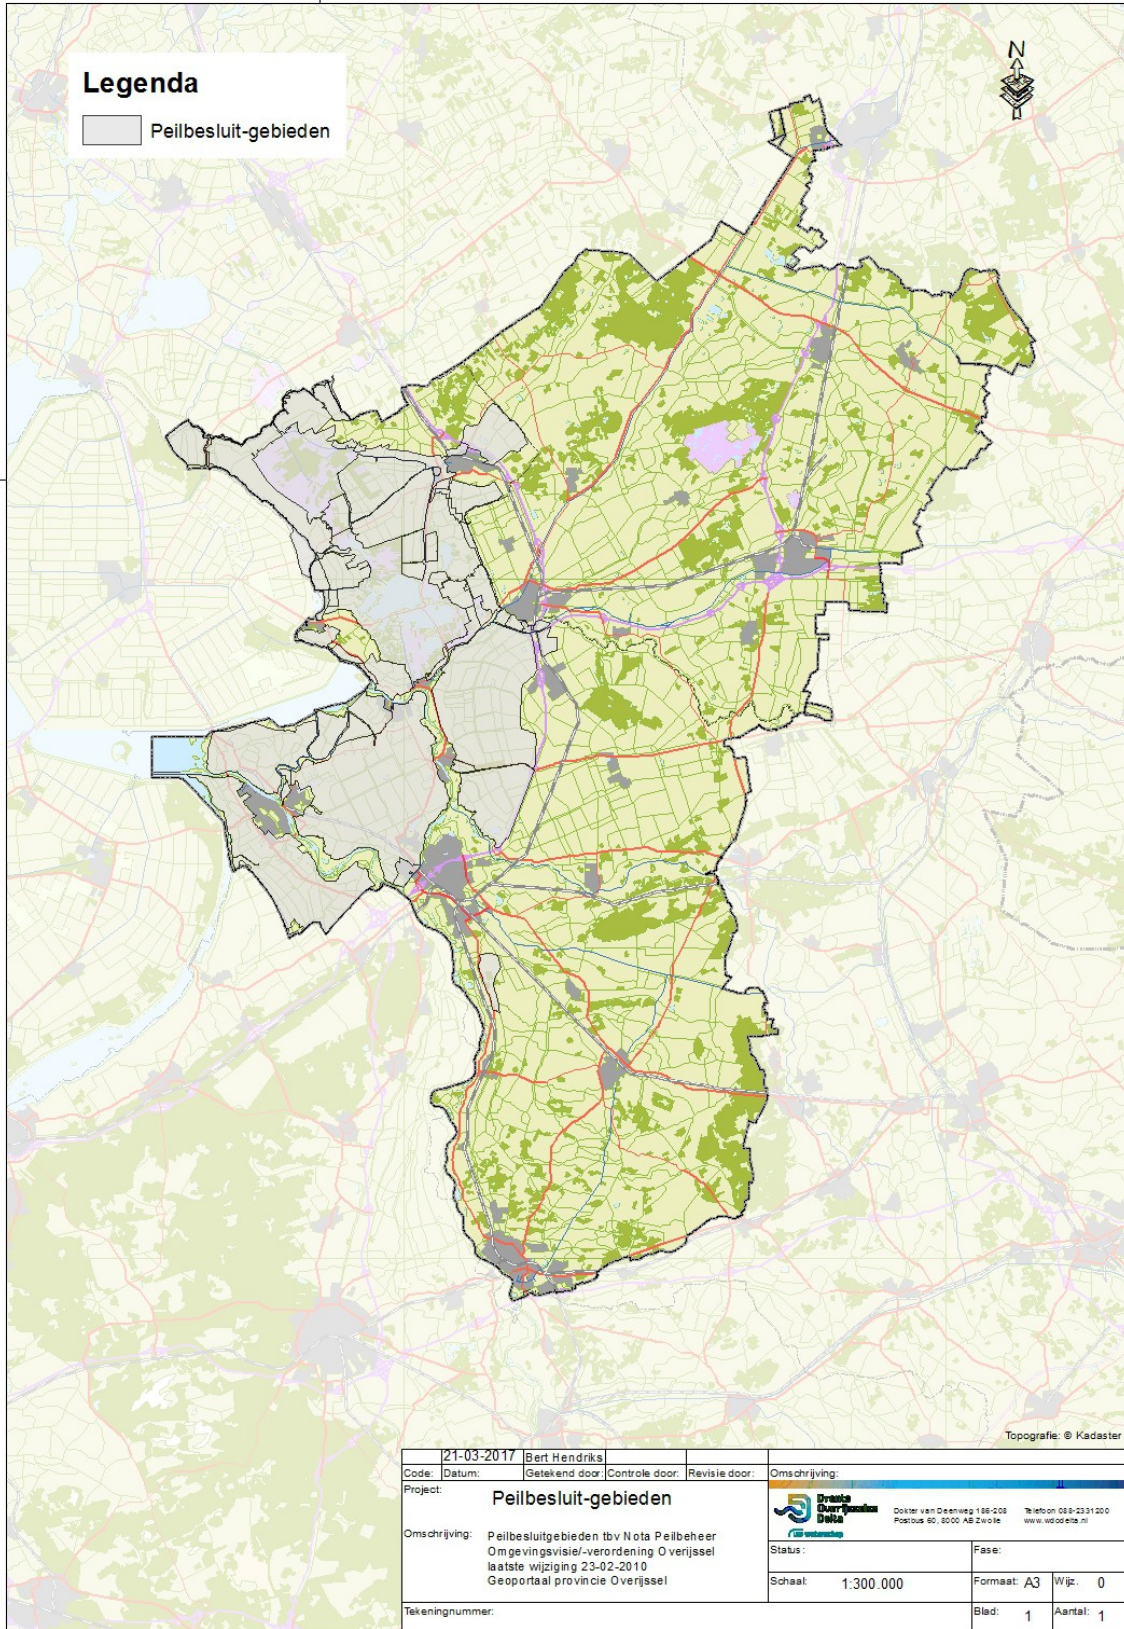 Legenda
Peilbesluit-gebieden
N
Topografie: © Kadaster
21-03-2017 Bert Hendriks
Code: Datum: Getekend door: Controle door: Revisie door: Omschrijving:
Project:
Peilbesluit-gebieden
Omschrijving: Peilbesluitgebieden tbv Nota Peilbeheer
Omgevingsvisie/-verordening Overijssel
laatste wijziging 23-02-2010
Geoportaal provincie Overijssel
Tekeningnummer:
Drents
Overijsselse
Delta
waterschap
Dokter van Deenweg 186-208
Postbus 60, 8000 AB Zwolle
Telefoon 088-2331200
www.wdodelta.nl
Status: Fase:
Schaal: 1:300.000 Formaat: A3 Wijz. 0
Blad: 1 Aantal: 1